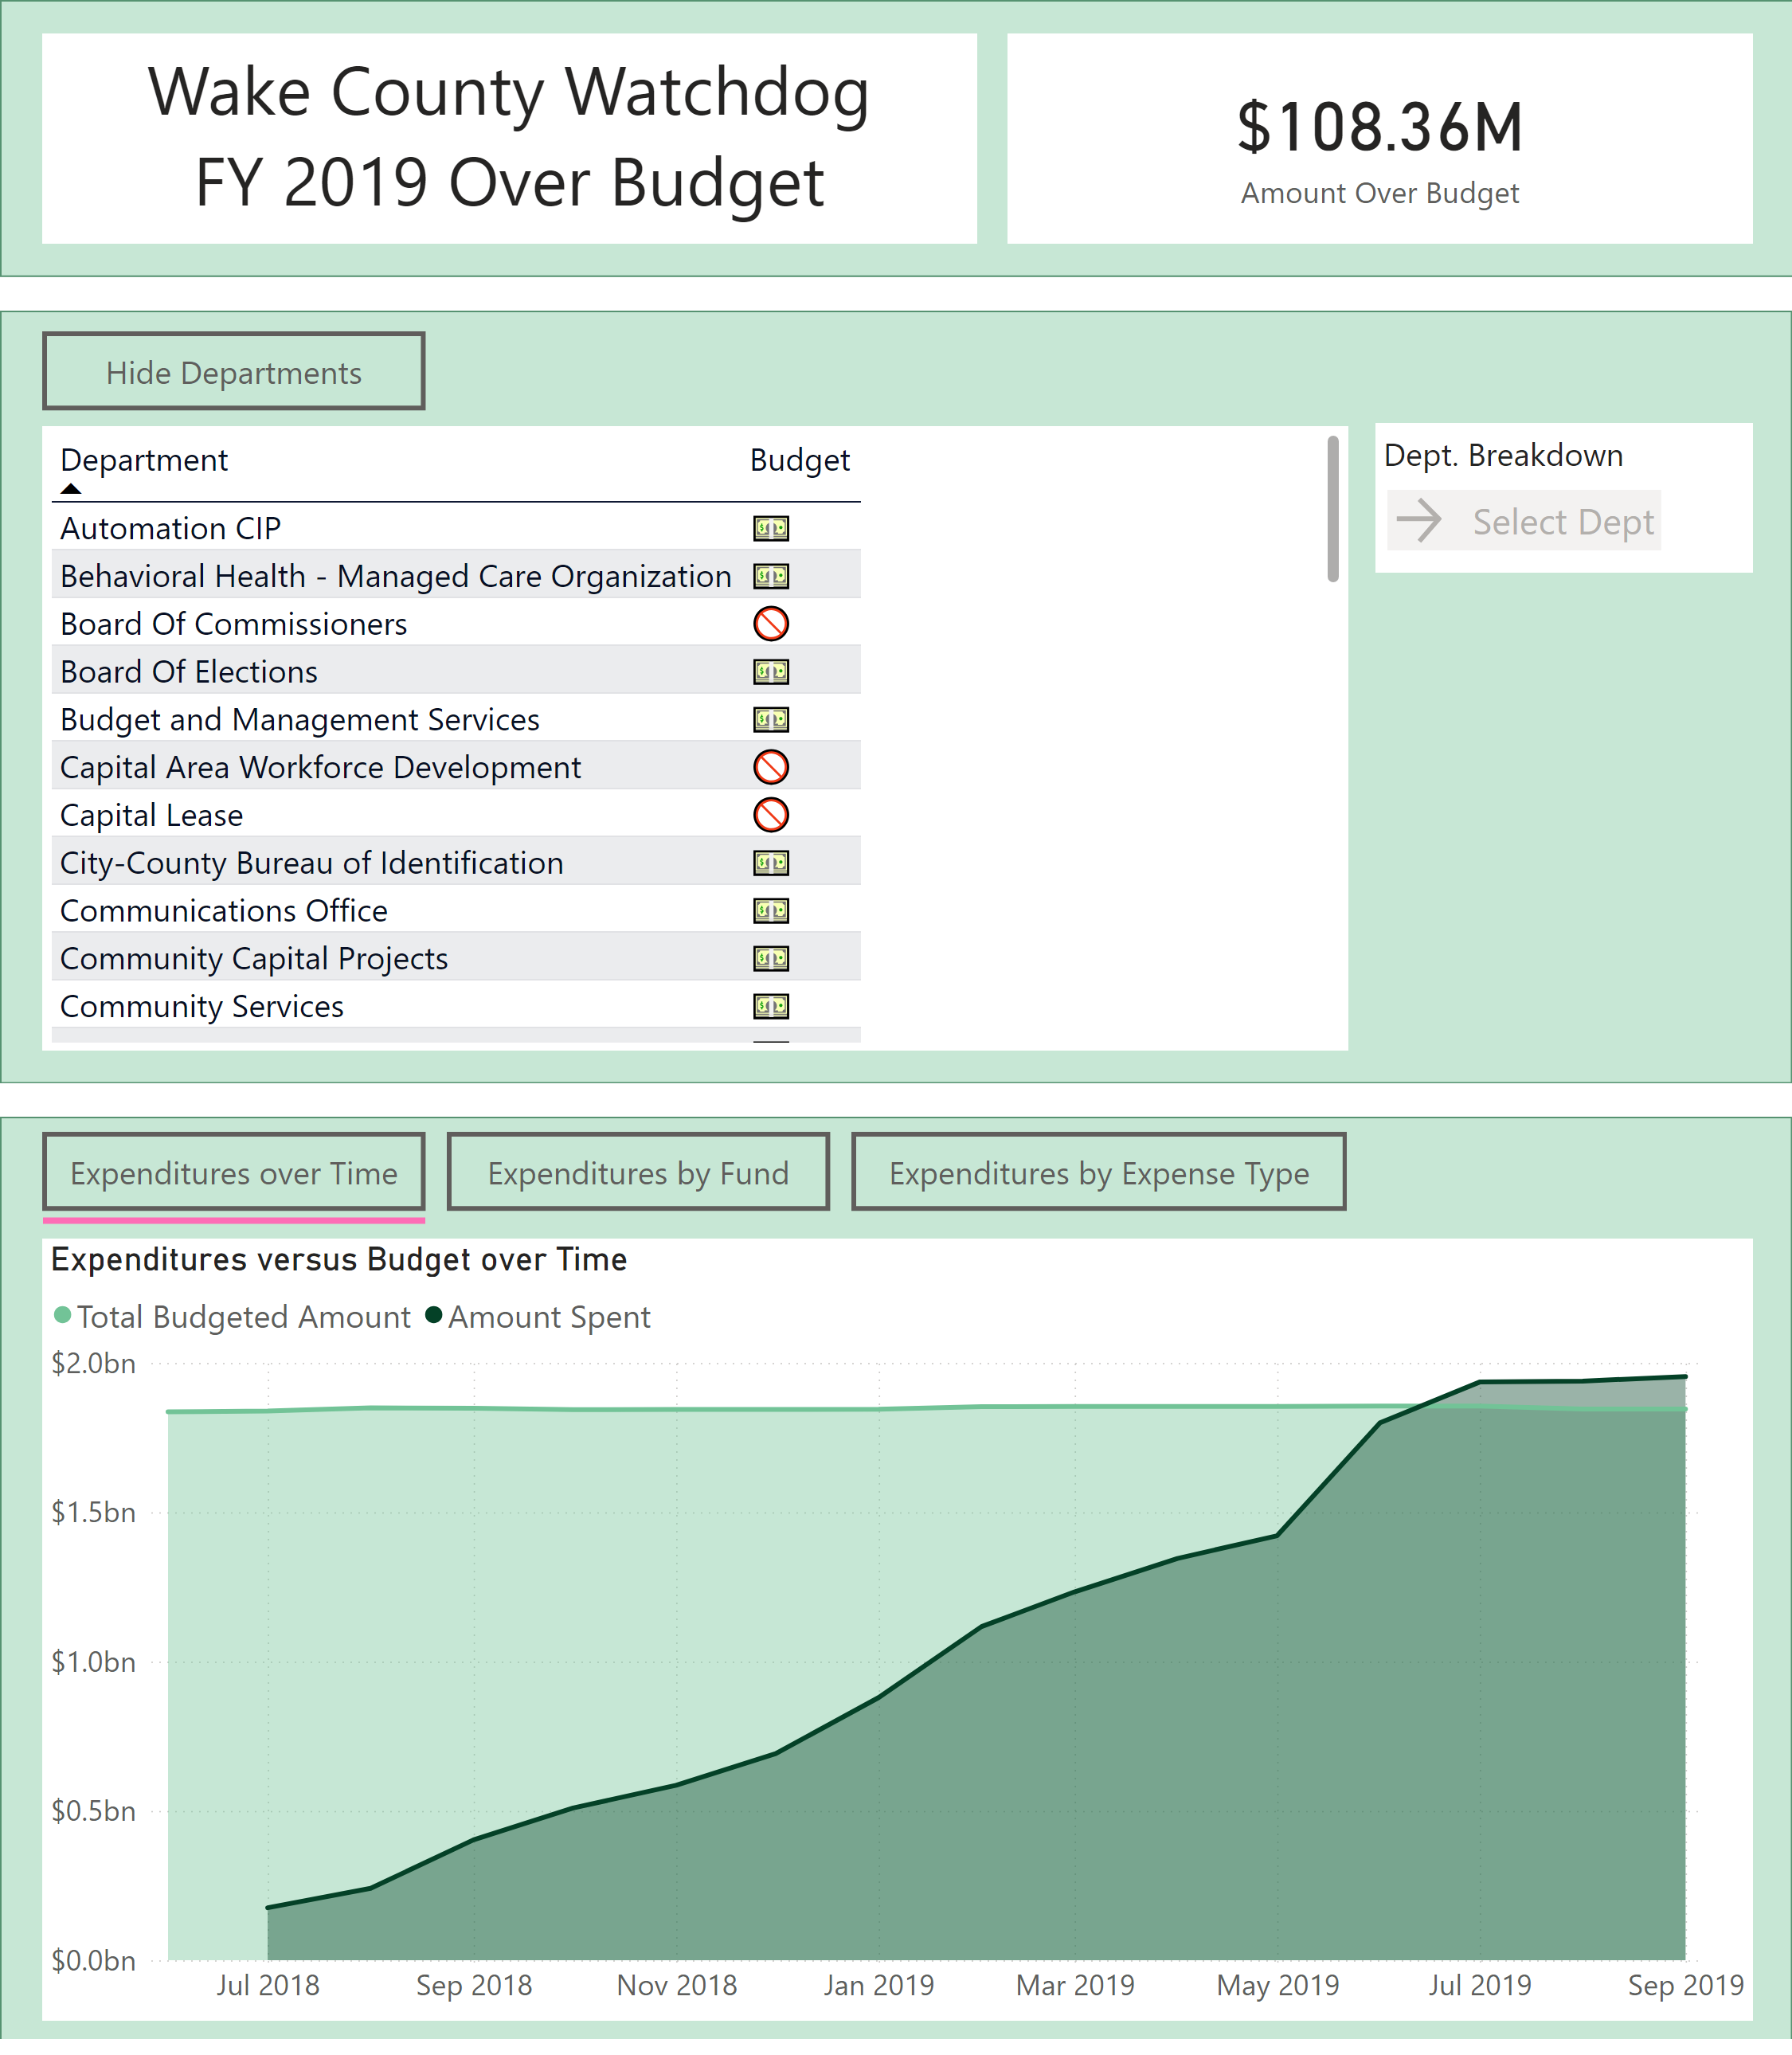 Wake County Watchdog
FY 2019 Over Budget
$108.36M
Amount Over Budget
Hide Departments
Department
Budget
Automation CIP
Behavioral Health - Managed Care Organization
Board Of Commissioners
Board Of Elections
Budget and Management Services
Capital Area Workforce Development
Capital Lease
City-County Bureau of Identification
Communications Office
Community Capital Projects
Community Services
Dept. Breakdown
Select Dept
Expenditures over Time
Expenditures by Fund
Expenditures by Expense Type
Expenditures versus Budget over Time
Total Budgeted Amount
Amount Spent
$2.0bn
$1.5bn
$1.0bn
$0.5bn
$0.0bn
Jul 2018
Sep 2018
Nov 2018
Jan 2019
Mar 2019
May 2019
Jul 2019
Sep 2019